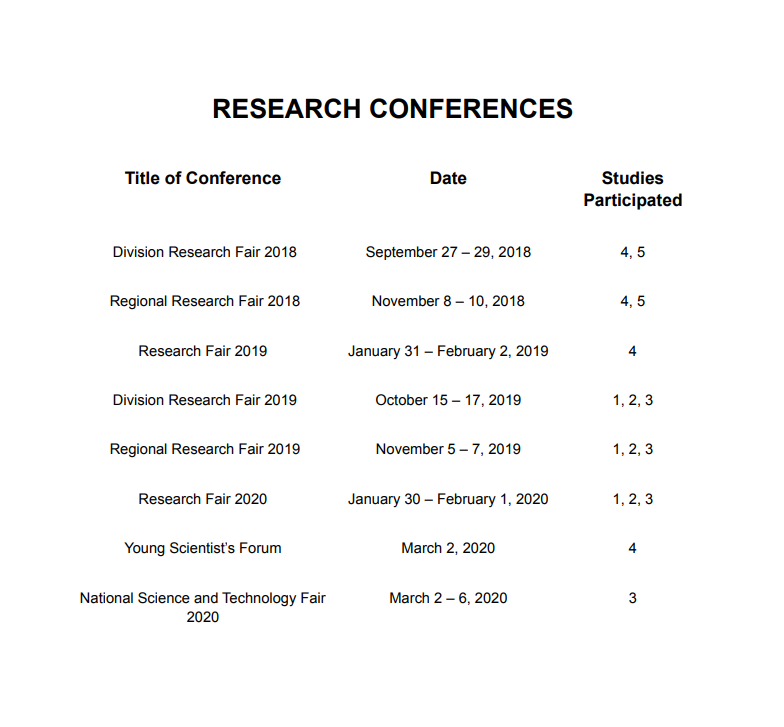 RESEARCH CONFERENCES
Title of Conference Date Studies
Participated
Division Research Fair 2018 September 27 – 29, 2018 4, 5
Regional Research Fair 2018 November 8 – 10, 2018 4, 5
Research Fair 2019 January 31 – February 2, 2019 4
Division Research Fair 2019 October 15 – 17, 2019 1, 2, 3
Regional Research Fair 2019 November 5 – 7, 2019 1, 2, 3
Research Fair 2020 January 30 – February 1, 2020 1, 2, 3
Young Scientist’s Forum March 2, 2020 4
National Science and Technology Fair March 2 – 6, 2020 3
2020